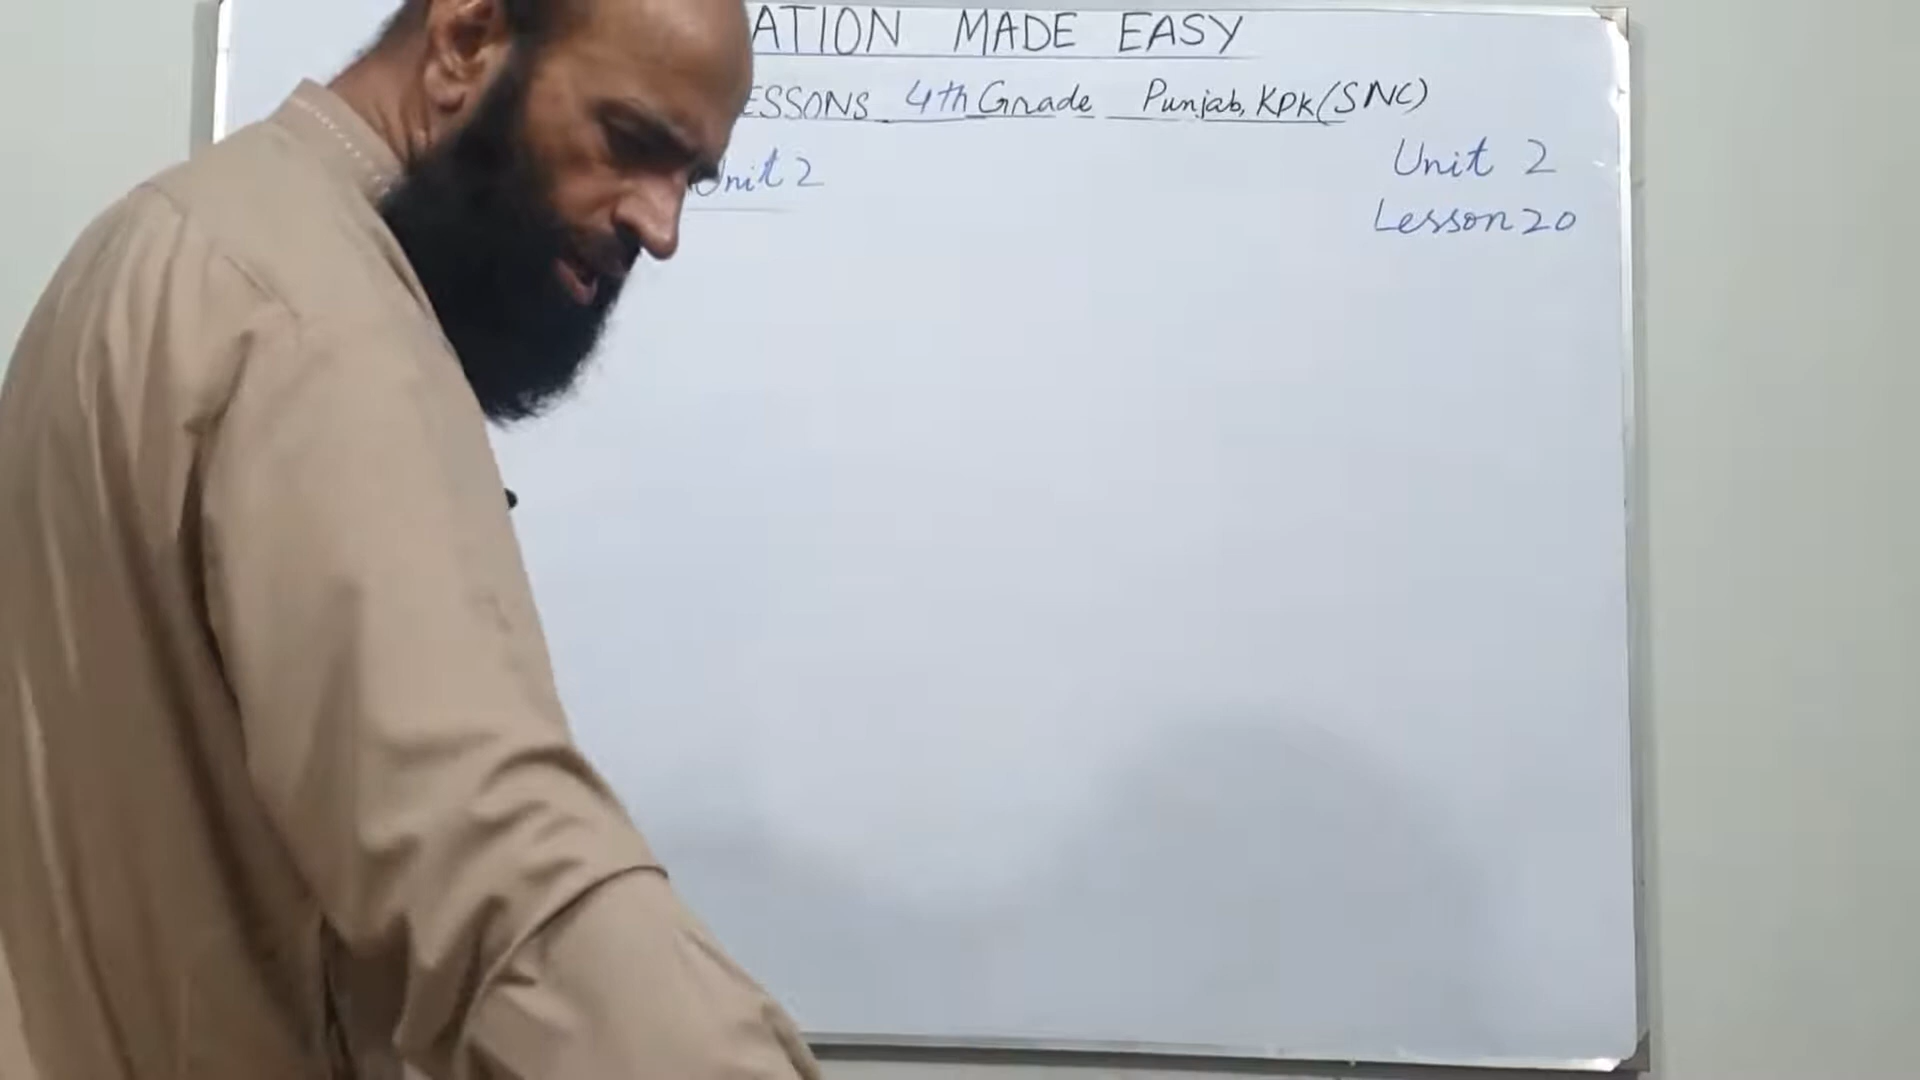 ATION MADE EASY
ESSONS 4th Grade Punjab, KPK (SNC)
Unit 2
Unit 2
Lesson 20